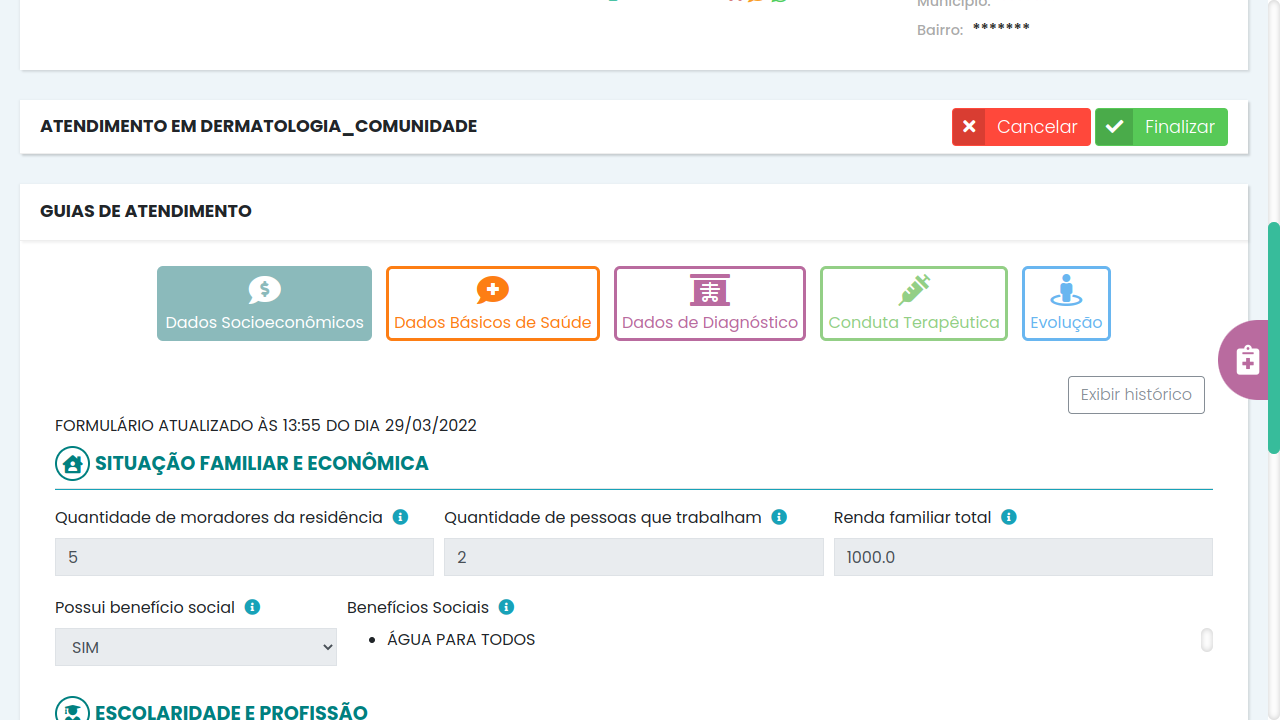 Município:
Bairro: *******
ATENDIMENTO EM DERMATOLOGIA_COMUNIDADE
Cancelar
Finalizar
GUIAS DE ATENDIMENTO
Dados Socioeconômicos
Dados Básicos de Saúde
Dados de Diagnóstico
Conduta Terapêutica
Evolução
Exibir histórico
FORMULÁRIO ATUALIZADO ÀS 13:55 DO DIA 29/03/2022
SITUAÇÃO FAMILIAR E ECONÔMICA
Quantidade de moradores da residência
Quantidade de pessoas que trabalham
Renda familiar total
5
2
1000.0
Possui benefício social
Benefícios Sociais
SIM
ÁGUA PARA TODOS
ESCOLARIDADE E PROFISSÃO